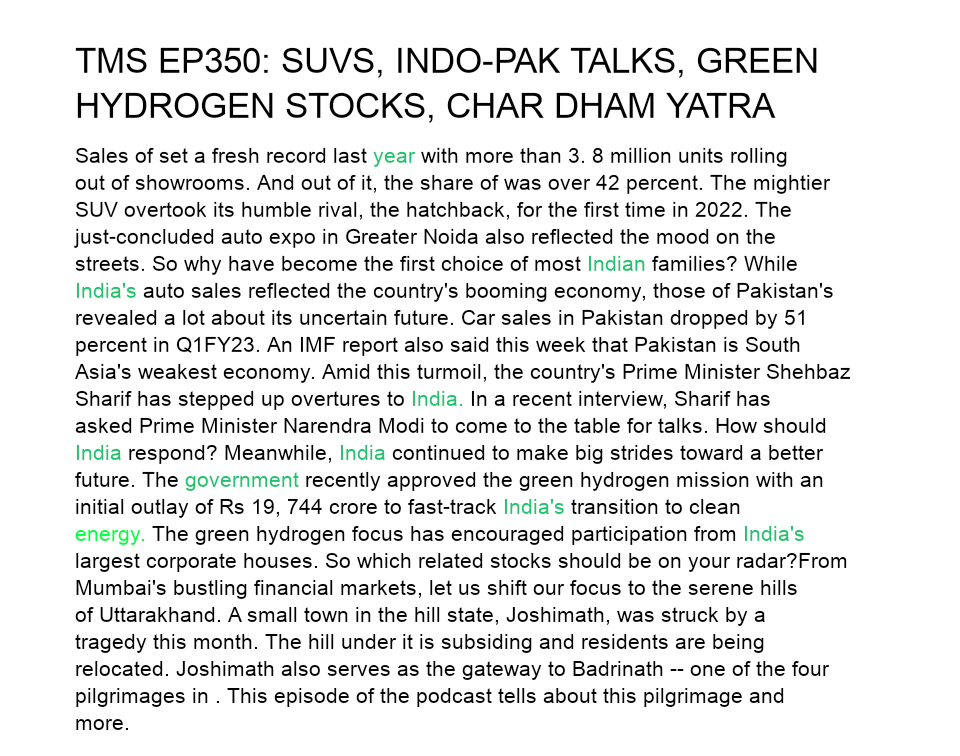 TMS EP350: SUVS, INDO-PAK TALKS, GREEN
HYDROGEN STOCKS, CHAR DHAM YATRA
Sales of set a fresh record last year with more than 3. 8 million units rolling
out of showrooms. And out of it, the share of was over 42 percent. The mightier
SUV overtook its humble rival, the hatchback, for the first time in 2022. The
just-concluded auto expo in Greater Noida also reflected the mood on the
streets. So why have become the first choice of most Indian families? While
India's auto sales reflected the country's booming economy, those of Pakistan's
revealed a lot about its uncertain future. Car sales in Pakistan dropped by 51
percent in Q1FY23. An IMF report also said this week that Pakistan is South
Asia's weakest economy. Amid this turmoil, the country's Prime Minister Shehbaz
Sharif has stepped up overtures to India. In a recent interview, Sharif has
asked Prime Minister Narendra Modi to come to the table for talks. How should
India respond? Meanwhile, India continued to make big strides toward a better
future. The government recently approved the green hydrogen mission with an
initial outlay of Rs 19, 744 crore to fast-track India's transition to clean
energy. The green hydrogen focus has encouraged participation from India's
largest corporate houses. So which related stocks should be on your radar?From
Mumbai's bustling financial markets, let us shift our focus to the serene hills
of Uttarakhand. A small town in the hill state, Joshimath, was struck by a
tragedy this month. The hill under it is subsiding and residents are being
relocated. Joshimath also serves as the gateway to Badrinath -- one of the four
pilgrimages in . This episode of the podcast tells about this pilgrimage and
more.